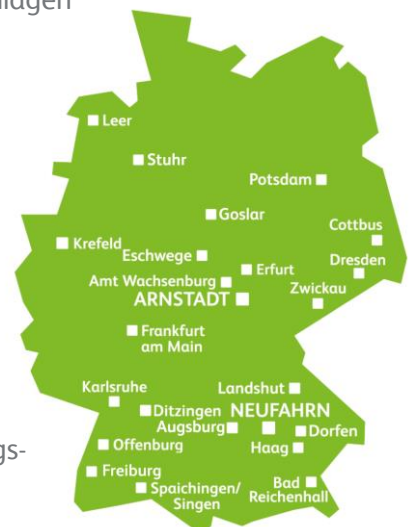 Leer
Stuhr
Potsdam
Goslar
Cottbus
Krefeld
Eschwege
Erfurt
Dresden
Amt Wachsenburg
Zwickau
ARNSTADT
Frankfurt
am Main
Karlsruhe
Landshut
Ditzingen
NEUFAHRN
Augsburg
Dorfen
Offenburg
Haag
gs-
Freiburg
Bad
Reichenhall
Spaichingen/
Singen